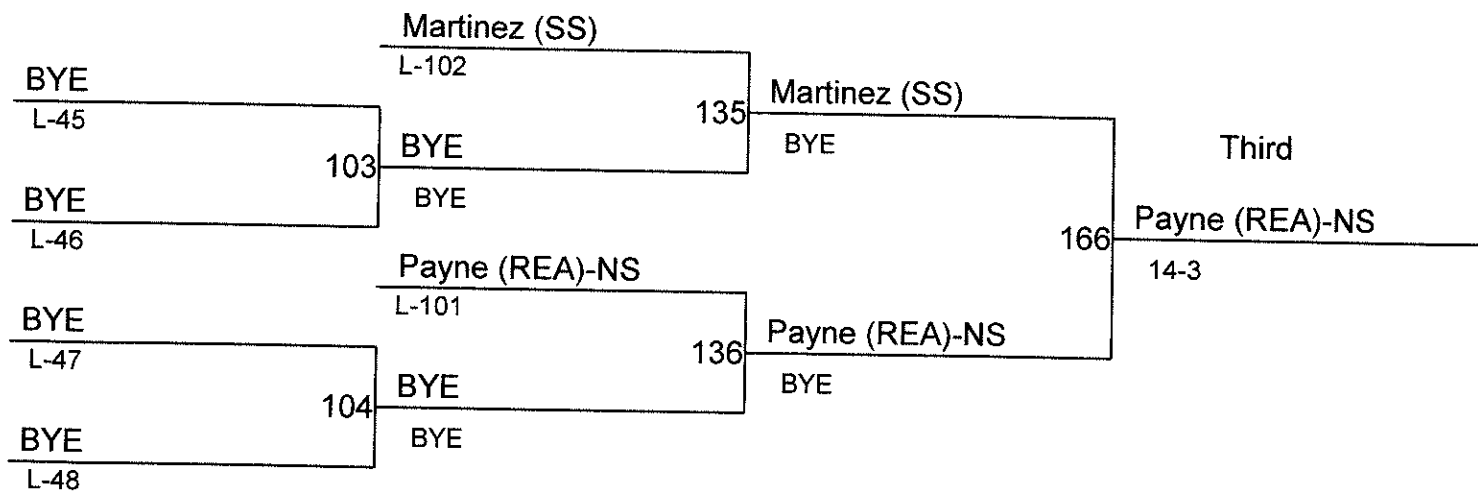 Martinez (SS)
L-102
BYE
L-45
135
Martinez (SS)
BYE
103
BYE
BYE
Third
BYE
L-46
166
Payne (REA)-NS
14-3
Payne (REA)-NS
L-101
BYE
L-47
136
Payne (REA)-NS
BYE
104
BYE
BYE
BYE
L-48